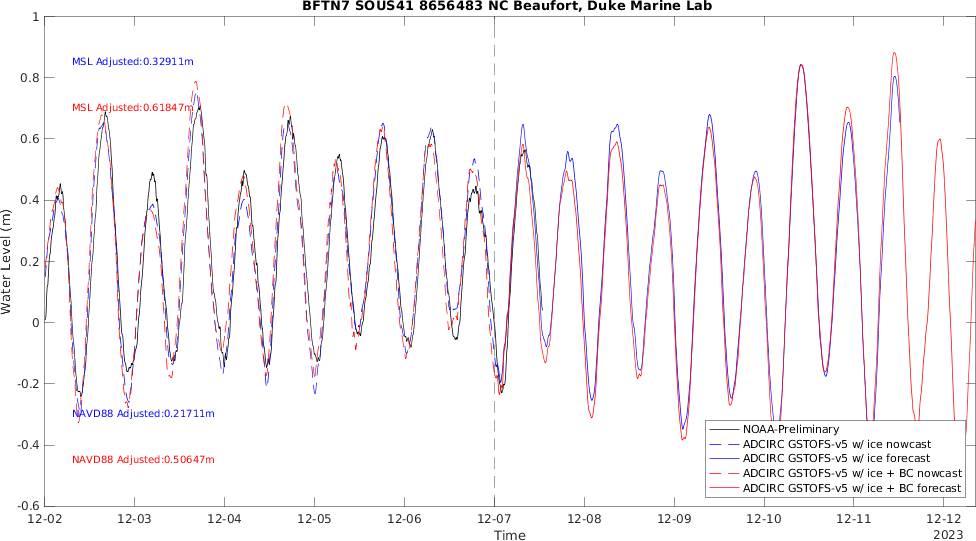 BFTN7 SOUS41 8656483 NC Beaufort, Duke Marine Lab
1
0.8
0.6
0.4
0.2
0
-0.2
-0.4
-0.6
Water Level (m)
MSL Adjusted:0.32911m
MSL Adjusted:0.61847m
NAVD88 Adjusted:0.21711m
NAVD88 Adjusted:0.50647m
NOAA-Preliminary
ADCIRC GSTOFS-v5 w/ ice nowcast
ADCIRC GSTOFS-v5 w/ ice forecast
ADCIRC GSTOFS-v5 w/ ice + BC nowcast
ADCIRC GSTOFS-v5 w/ ice + BC forecast
12-02 12-03 12-04 12-05 12-06 12-07 12-08 12-09 12-10 12-11 12-12
Time 2023